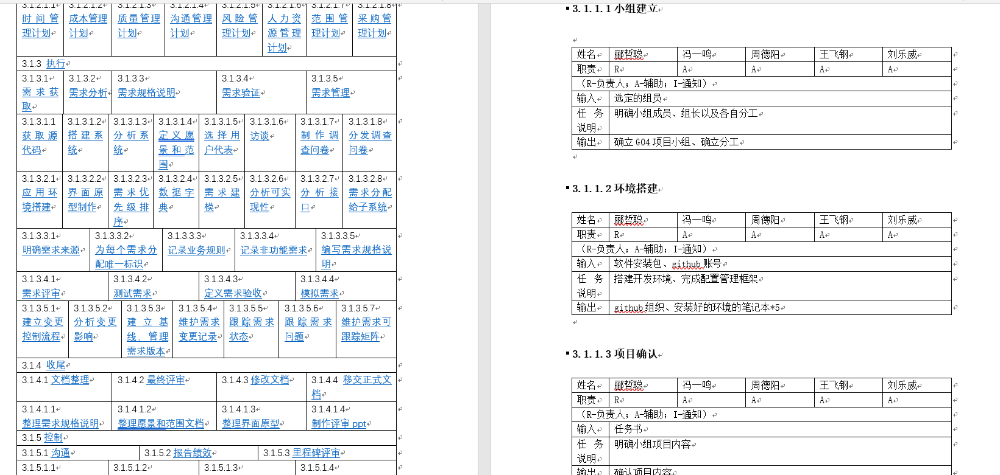 3.1.2.1.1 3.1.2.1.2 3.1.2.1.3 3.1.2.1.4 3.1.2.1.5 3.1.2.1.6 3.1.2.1.7 3.1.2.1.8
时间管 成本管理 质量管理 沟通管理 风险管 人力资 范围管 采购管
理计划 计划 计划 计划 理计划 源管理 理计划 理计划
计划
3.1.3 执行
3.1.3.1 3.1.3.2 3.1.3.3 3.1.3.4 3.1.3.5
需求获 需求分析 需求规格说明 需求验证 需求管理
取
3.1.3.1.1 3.1.3.1.2 3.1.3.1.3 3.1.3.1.4 3.1.3.1.5 3.1.3.1.6 3.1.3.1.7 3.1.3.1.8
获取源 搭建系 分析系 定义愿 选择用 访谈 制作调 分发调查
代码 统 统 景和范 户代表 查问卷 问卷
围
3.1.3.2.1 3.1.3.2.2 3.1.3.2.3 3.1.3.2.4 3.1.3.2.5 3.1.3.2.6 3.1.3.2.7 3.1.3.2.8
应用环 界面原 需求优 数据字 需求建 分析可实 分析接 需求分配
境搭建 型制作 先级排 典 模 现性 口 给子系统
序
3.1.3.3.1 3.1.3.3.2 3.1.3.3.3 3.1.3.3.4 3.1.3.3.5
明确需求来源 为每个需求分 记录业务规则 记录非功能需求 编写需求规格说
配唯一标识 明
3.1.3.4.1 3.1.3.4.2 3.1.3.4.3 3.1.3.4.4
需求评审 测试需求 定义需求验收 模拟需求
3.1.3.5.1 3.1.3.5.2 3.1.3.5.3 3.1.3.5.4 3.1.3.5.5 3.1.3.5.6 3.1.3.5.7
建立变更 分析变更 建立基 维护需求 跟踪需求 跟踪需求 维护需求可
控制流程 影响 线，管理 变更记录 状态 问题 跟踪矩阵
需求版本
3.1.4 收尾
3.1.4.1 文档整理 3.1.4.2 最终评审 3.1.4.3 修改文档 3.1.4.4 移交正式文
档
3.1.4.1.1 3.1.4.1.2 3.1.4.1.3 3.1.4.1.4
整理需求规格说明 整理愿景和范围文档 整理界面原型 制作评审 ppt
3.1.5 控制
3.1.5.1 沟通 3.1.5.2 报告绩效 3.1.5.3 里程碑评审
3.1.5.1.1 3.1.5.1.2 3.1.5.1.3 3.1.5.1.4
3.1.1.1 小组建立
姓名 郦哲聪 冯一鸣 周德阳 王飞钢 刘乐威
职责 R A A A A
（R-负责人；A-辅助；I-通知）
输入 选定的组员
任务 明确小组成员、组长以及各自分工
说明
输出 确立 G04 项目小组、确立分工
3.1.1.2 环境搭建
姓名 郦哲聪 冯一鸣 周德阳 王飞钢 刘乐威
职责 R A A A A
（R-负责人；A-辅助；I-通知）
输入 软件安装包、github 账号
任务 搭建开发环境、完成配置管理框架
说明
输出 github 组织、安装好的环境的笔记本*5
3.1.1.3 项目确认
姓名 郦哲聪 冯一鸣 周德阳 王飞钢 刘乐威
职责 R A A A A
（R-负责人；A-辅助；I-通知）
输入 任务书
任务 明确小组项目内容
说明
输出 确认项目内容